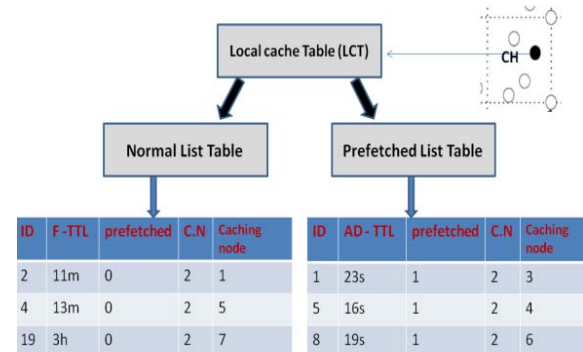 Local cache Table (LCT)
CH
Normal List Table
Prefetched List Table
ID F -TTL prefetched C.N Caching node
2 11m 0 2 1
4 13m 0 2 5
19 3h 0 2 7
ID AD - TTL prefetched C.N Caching node
1 23s 1 2 3
5 16s 1 2 4
8 19s 1 2 6